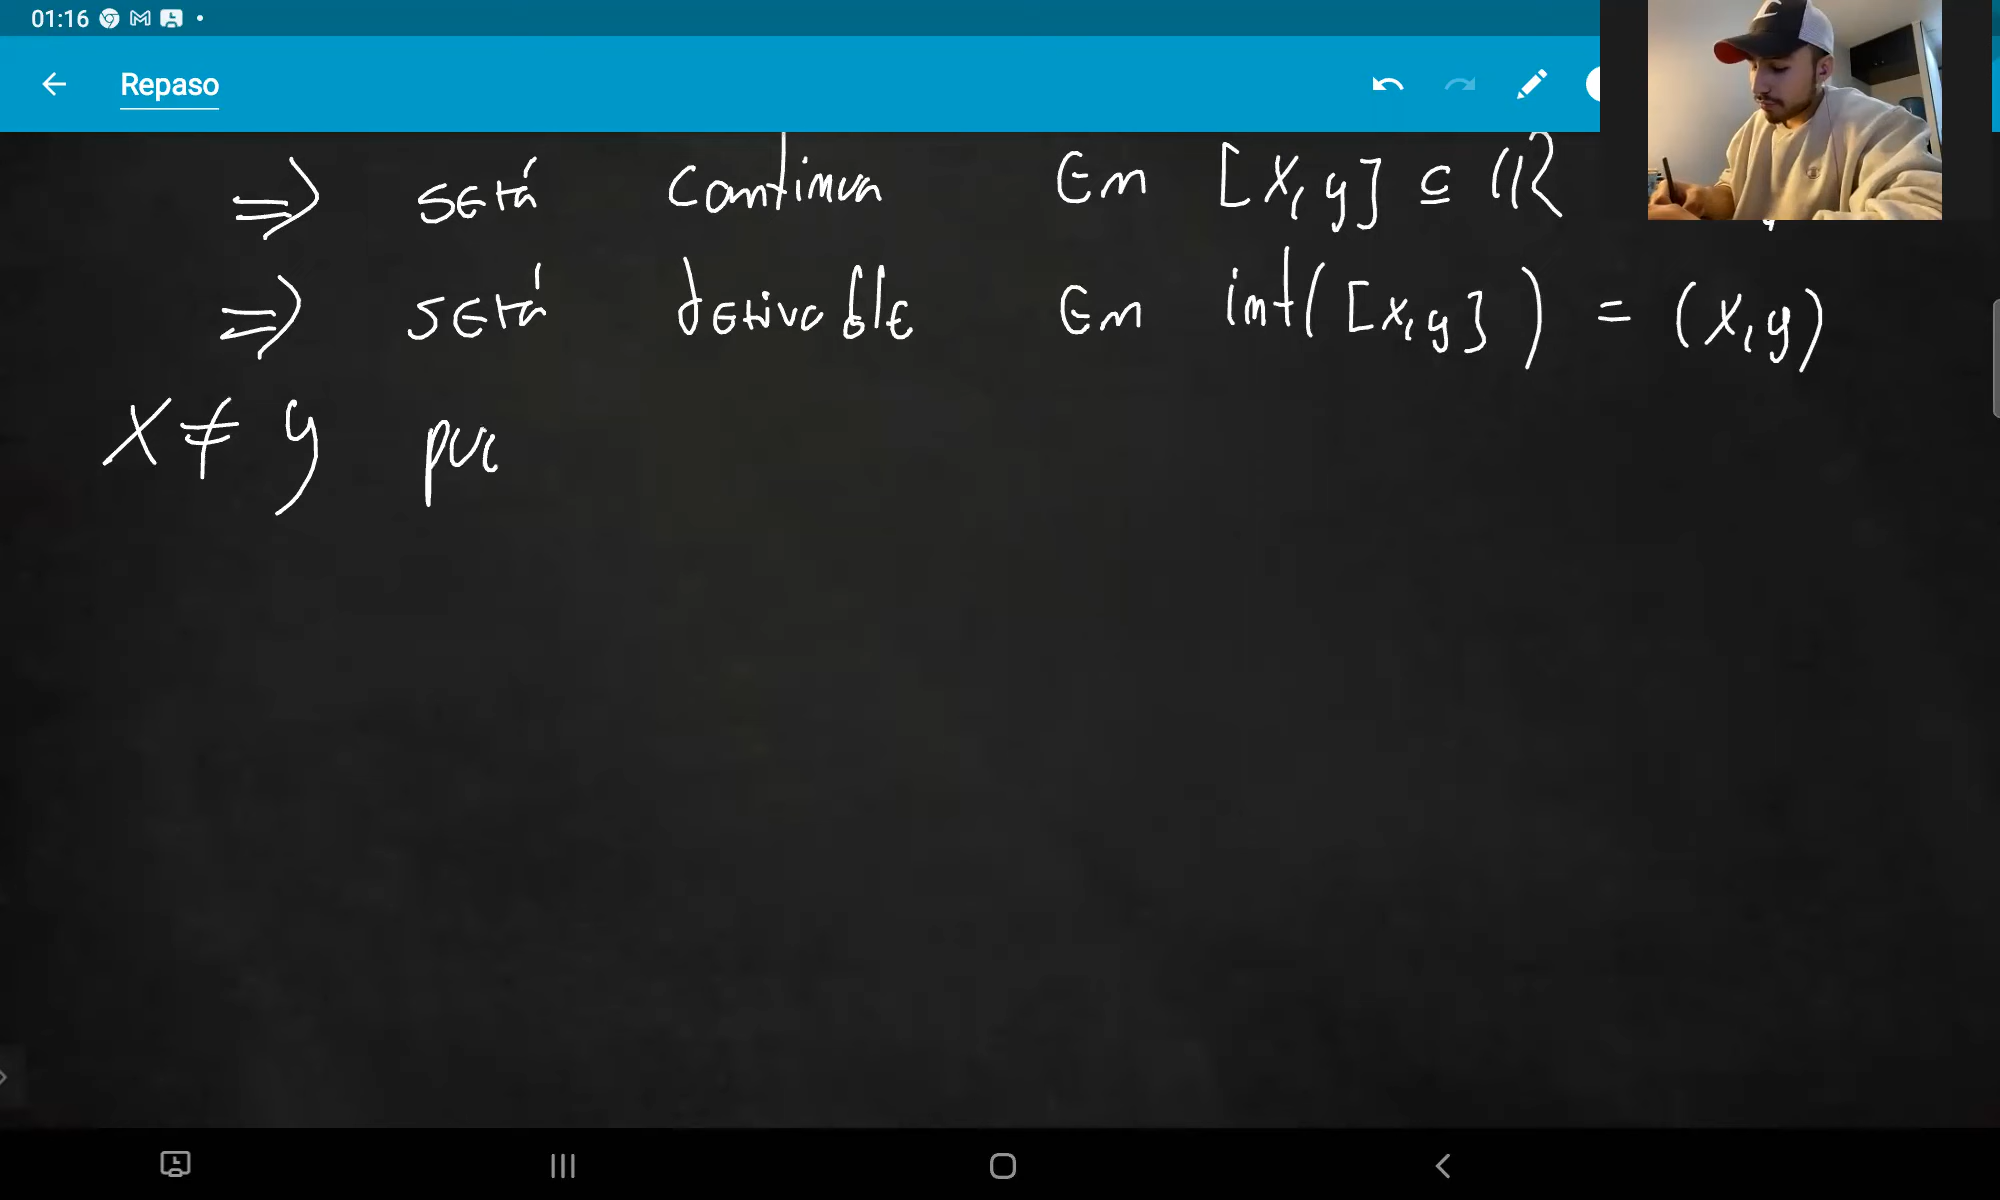 01:16
Repaso
⇒ será continua En [x, y] ⊆ ℝ
⇒ será derivable En int([x, y]) = (x, y)
x ≠ y pue